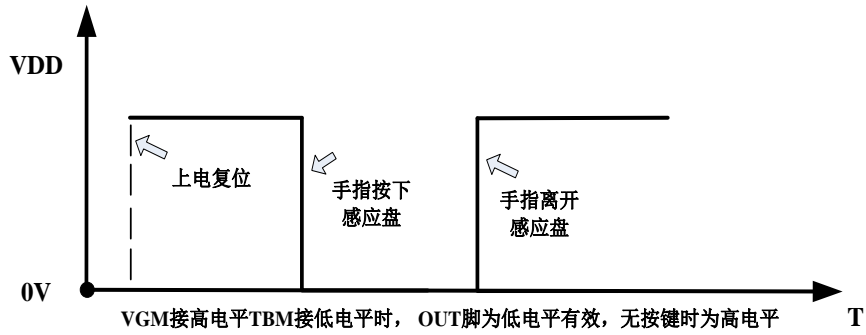 VDD
上电复位
手指按下
感应盘
手指离开
感应盘
0V
VGM接高电平TBM接低电平时， OUT脚为低电平有效，无按键时为高电平
T